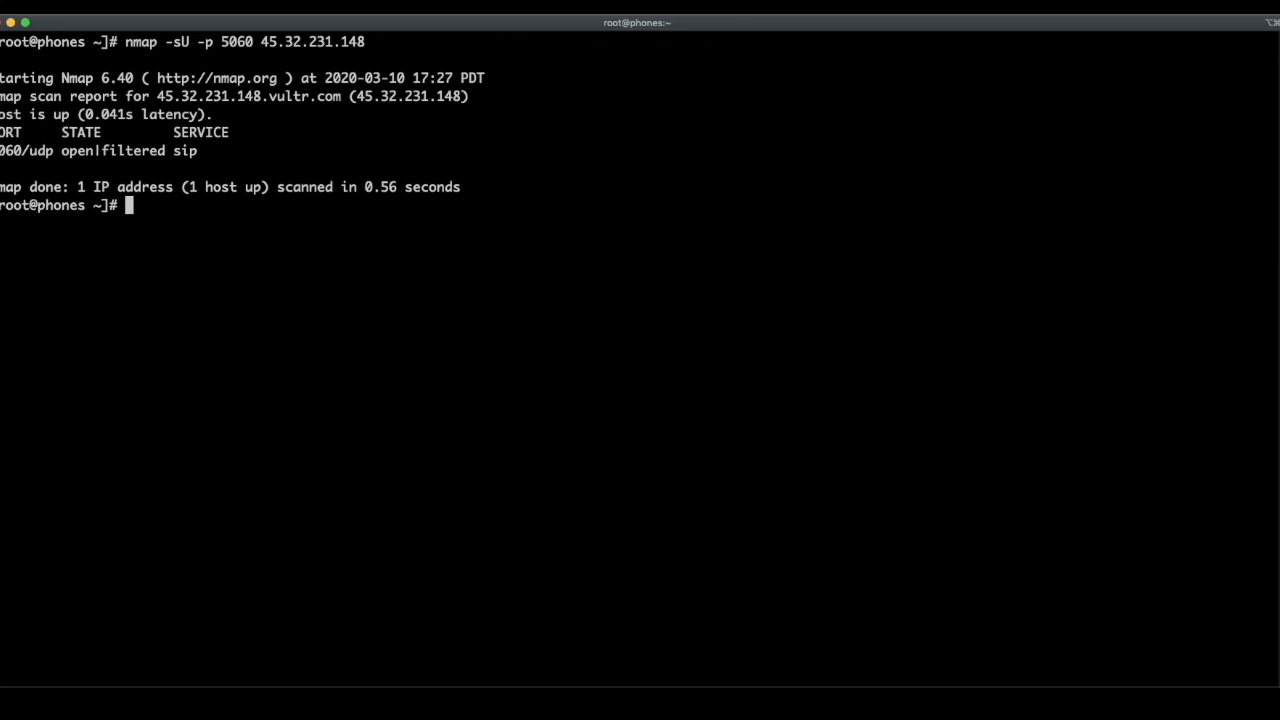 root@phones:~
root@phones ~]# nmap -sU -p 5060 45.32.231.148
tarting Nmap 6.40 ( http://nmap.org ) at 2020-03-10 17:27 PDT
map scan report for 45.32.231.148.vultr.com (45.32.231.148)
ost is up (0.041s latency).
ORT     STATE         SERVICE
060/udp open|filtered sip
map done: 1 IP address (1 host up) scanned in 0.56 seconds
root@phones ~]#